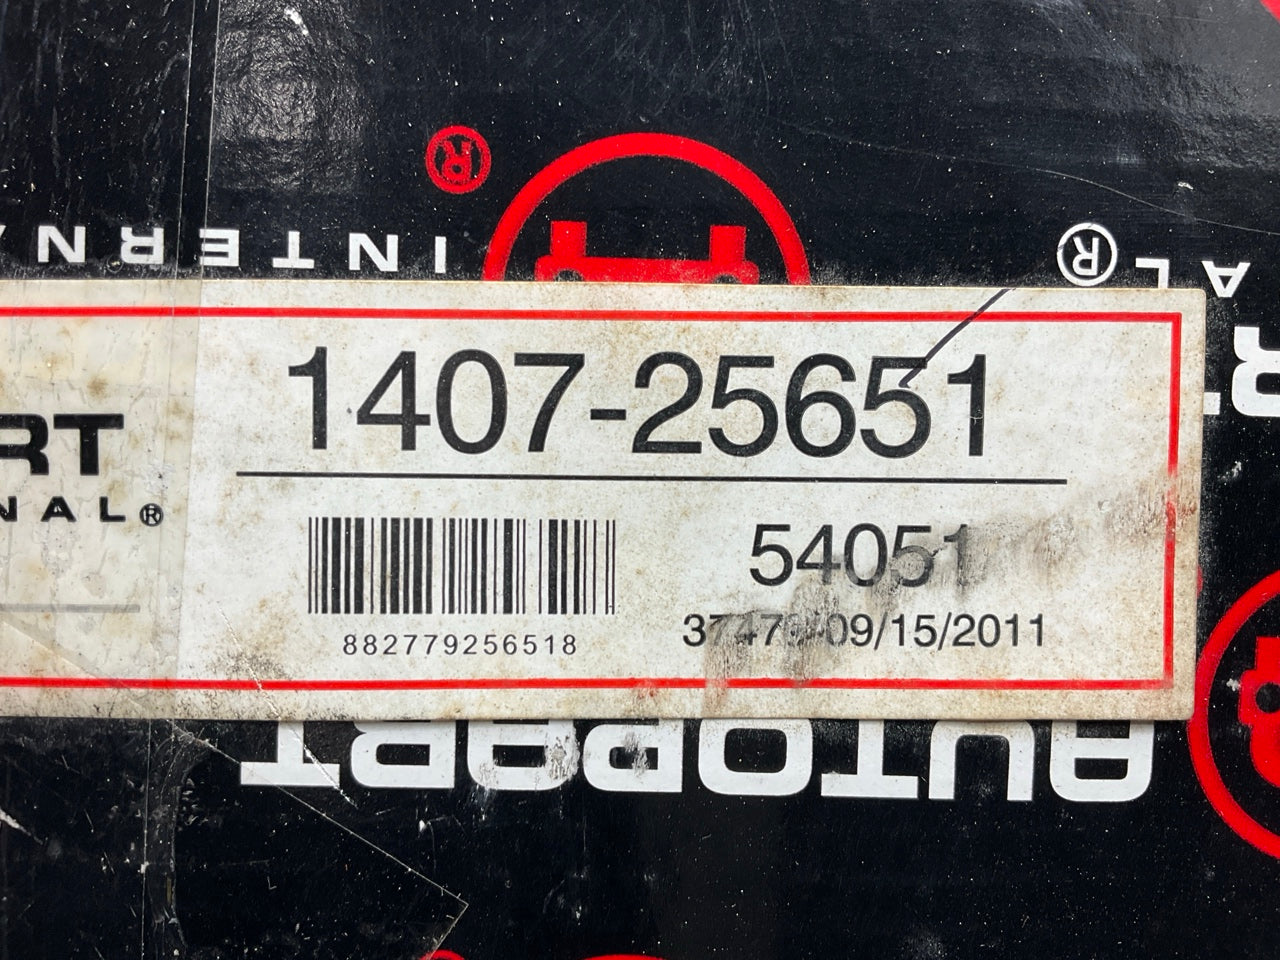 INTERNA
®
®
AL®
RT
NAL®
1407-25651
54051
882779256518
09/15/2011
AUTOPART